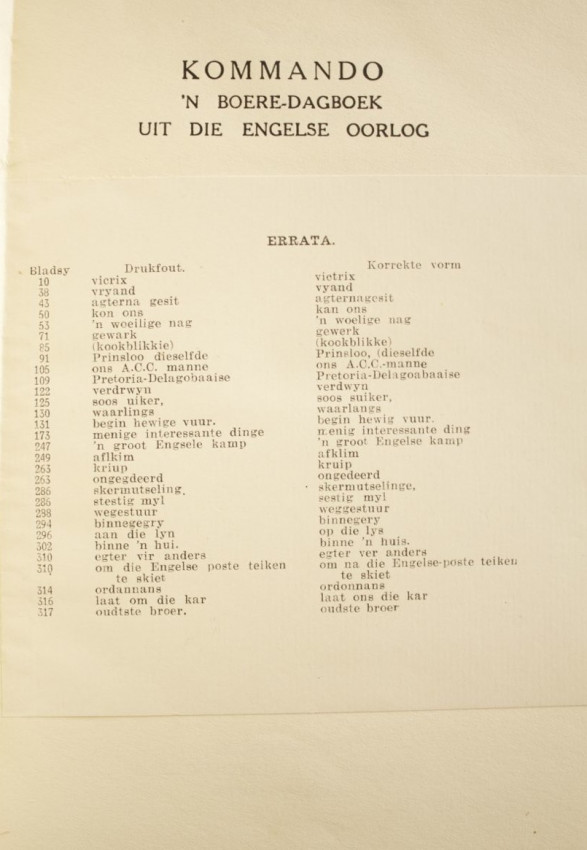 KOMMANDO
'N BOERE-DAGBOEK
UIT DIE ENGELSE OORLOG
ERRATA.
Bladsy Drukfout. Korrekte vorm
10 vicrix victrix
38 vryand vyand
43 agterna gesit agternagesit
50 kon ons kan ons
53 'n woeilige nag 'n woelige nag
71 gewark gewerk
85 (kookblikkie) (kookblikke)
91 Prinsloo dieselfde Prinsloo, (dieselfde
105 ons A.C.C. manne ons A.C.C.-manne
109 Pretoria-Delagobaaise Pretoria-Delagoabaaise
122 verdrwyn verdwyn
125 soos uiker, soos suiker,
130 waarlings waarlangs
131 begin hewige vuur. begin hewig vuur.
173 menige interessante dinge menig interessante ding
247 'n groot Engsele kamp 'n groot Engelse kamp
249 aflkim afklim
263 kriup kruip
263 ongegdeerd ongedeerd
286 skermutseling, skermutselinge,
286 stestig myl sestig myl
288 wegestuur weggestuur
294 binnegegry binnegery
296 aan die lyn op die lys
302 binne 'n hui. binne 'n huis.
310 egter vir anders egter ver anders
310 om die Engelse poste teiken om na die Engelse-poste teiken
te skiet te skiet
314 ordannans ordonnans
316 laat om die kar laat ons die kar
317 oudtste broer. oudste broer